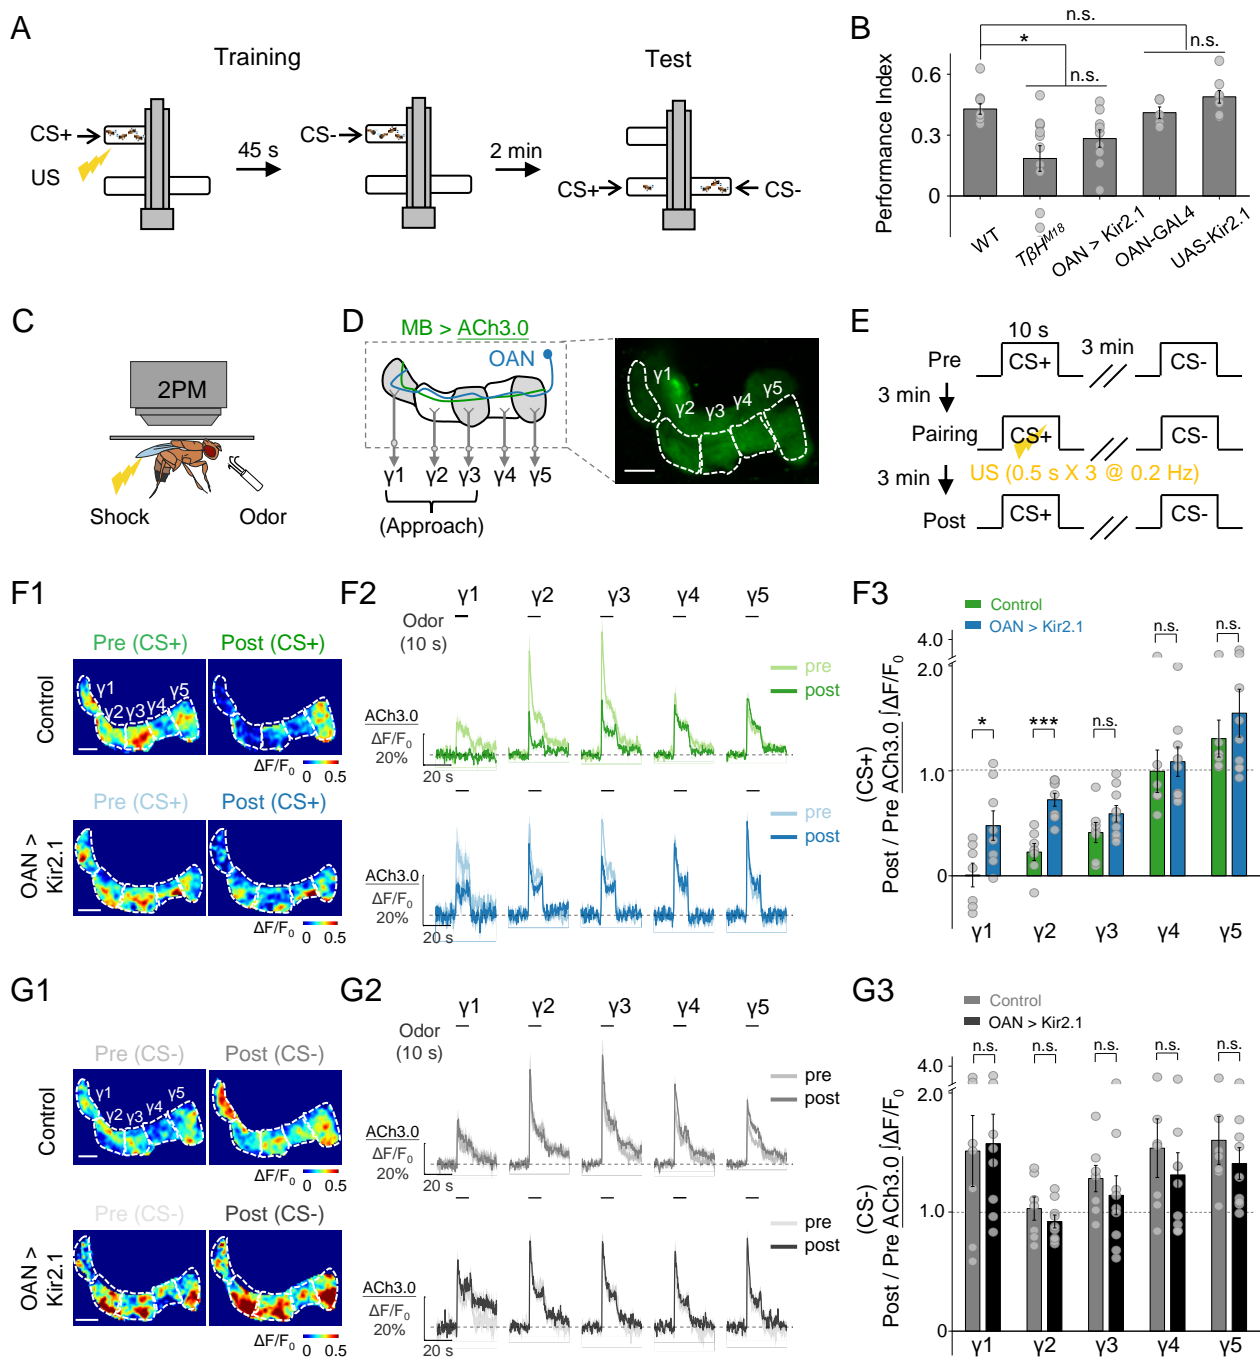 A
Training
Test
CS+
US
45 s
CS-
2 min
CS+
CS-
B
n.s.
*
n.s.
n.s.
Performance Index
0.6
0.3
0
WT
TβH^M18
OAN > Kir2.1
OAN-GAL4
UAS-Kir2.1
C
2PM
Shock
Odor
D
MB > ACh3.0
OAN
γ1 γ2 γ3 γ4 γ5
(Approach)
γ1
γ2
γ3
γ4
γ5
E
10 s
Pre
CS+
3 min
CS-
3 min
Pairing
CS+
CS-
US (0.5 s X 3 @ 0.2 Hz)
3 min
Post
CS+
CS-
F1
Pre (CS+)
Post (CS+)
Control
γ1
γ2
γ3
γ4
γ5
ΔF/F₀
0 0.5
Pre (CS+)
Post (CS+)
OAN >
Kir2.1
ΔF/F₀
0 0.5
F2
γ1 γ2 γ3 γ4 γ5
Odor
(10 s)
pre
post
ACh3.0
ΔF/F₀
20%
20 s
pre
post
ACh3.0
ΔF/F₀
20%
20 s
F3
Control
OAN > Kir2.1
(CS+)
Post / Pre ACh3.0 ∫ΔF/F₀
4.0
2.0
1.0
0
*
***
n.s.
n.s.
n.s.
γ1 γ2 γ3 γ4 γ5
G1
Pre (CS-)
Post (CS-)
Control
γ1
γ2
γ3
γ4
γ5
ΔF/F₀
0 0.5
Pre (CS-)
Post (CS-)
OAN >
Kir2.1
ΔF/F₀
0 0.5
G2
γ1 γ2 γ3 γ4 γ5
Odor
(10 s)
pre
post
ACh3.0
ΔF/F₀
20%
20 s
pre
post
ACh3.0
ΔF/F₀
20%
20 s
G3
Control
OAN > Kir2.1
(CS-)
Post / Pre ACh3.0 ∫ΔF/F₀
4.0
2.0
1.0
0
n.s.
n.s.
n.s.
n.s.
n.s.
γ1 γ2 γ3 γ4 γ5